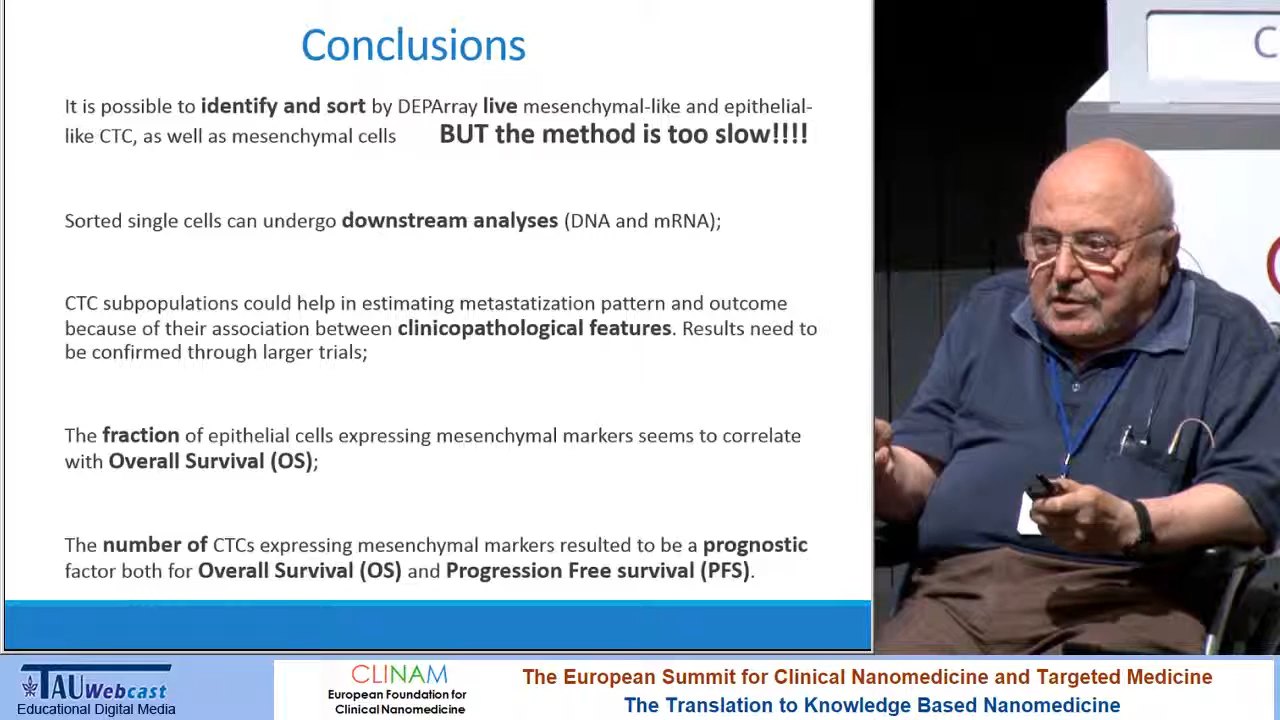 Conclusions
It is possible to identify and sort by DEPArray live mesenchymal-like and epithelial-
like CTC, as well as mesenchymal cells BUT the method is too slow!!!!
Sorted single cells can undergo downstream analyses (DNA and mRNA);
CTC subpopulations could help in estimating metastatization pattern and outcome
because of their association between clinicopathological features. Results need to
be confirmed through larger trials;
The fraction of epithelial cells expressing mesenchymal markers seems to correlate
with Overall Survival (OS);
The number of CTCs expressing mesenchymal markers resulted to be a prognostic
factor both for Overall Survival (OS) and Progression Free survival (PFS).
C
TAU Webcast
Educational Digital Media
CLINAM
European Foundation for
Clinical Nanomedicine
The European Summit for Clinical Nanomedicine and Targeted Medicine
The Translation to Knowledge Based Nanomedicine